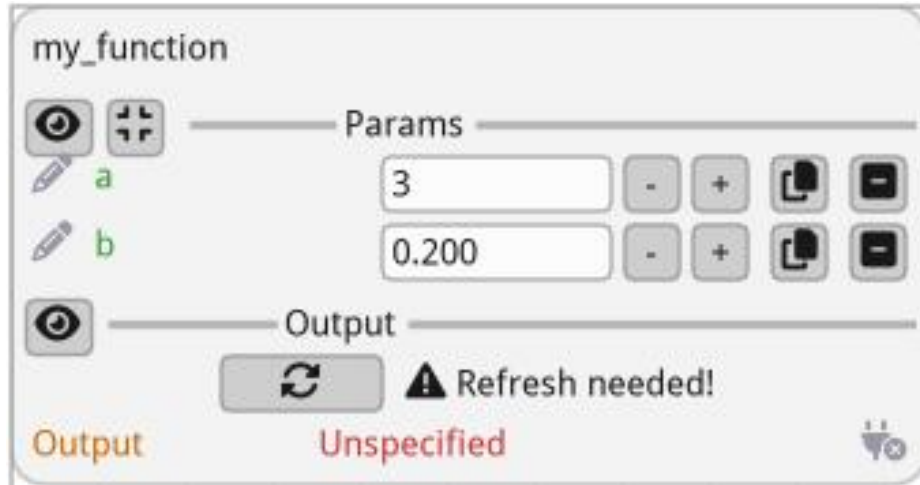 my_function
Params
a 3 - +
b 0.200 - +
Output
Refresh needed!
Output Unspecified